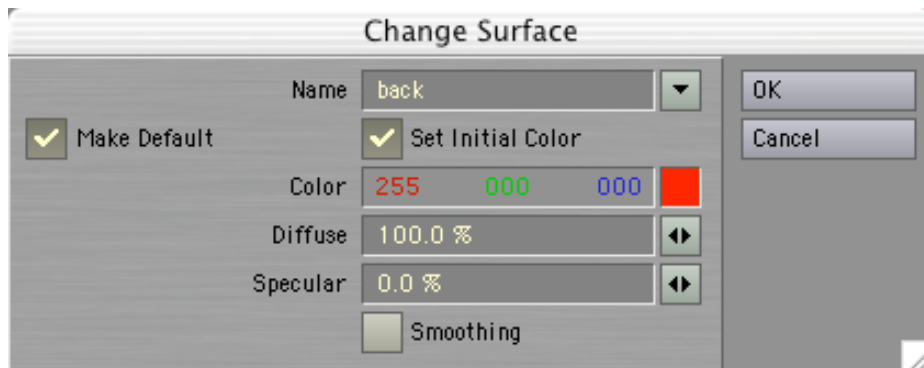 Change Surface
Name back OK
Make Default Set Initial Color Cancel
Color 255 000 000
Diffuse 100.0 %
Specular 0.0 %
Smoothing